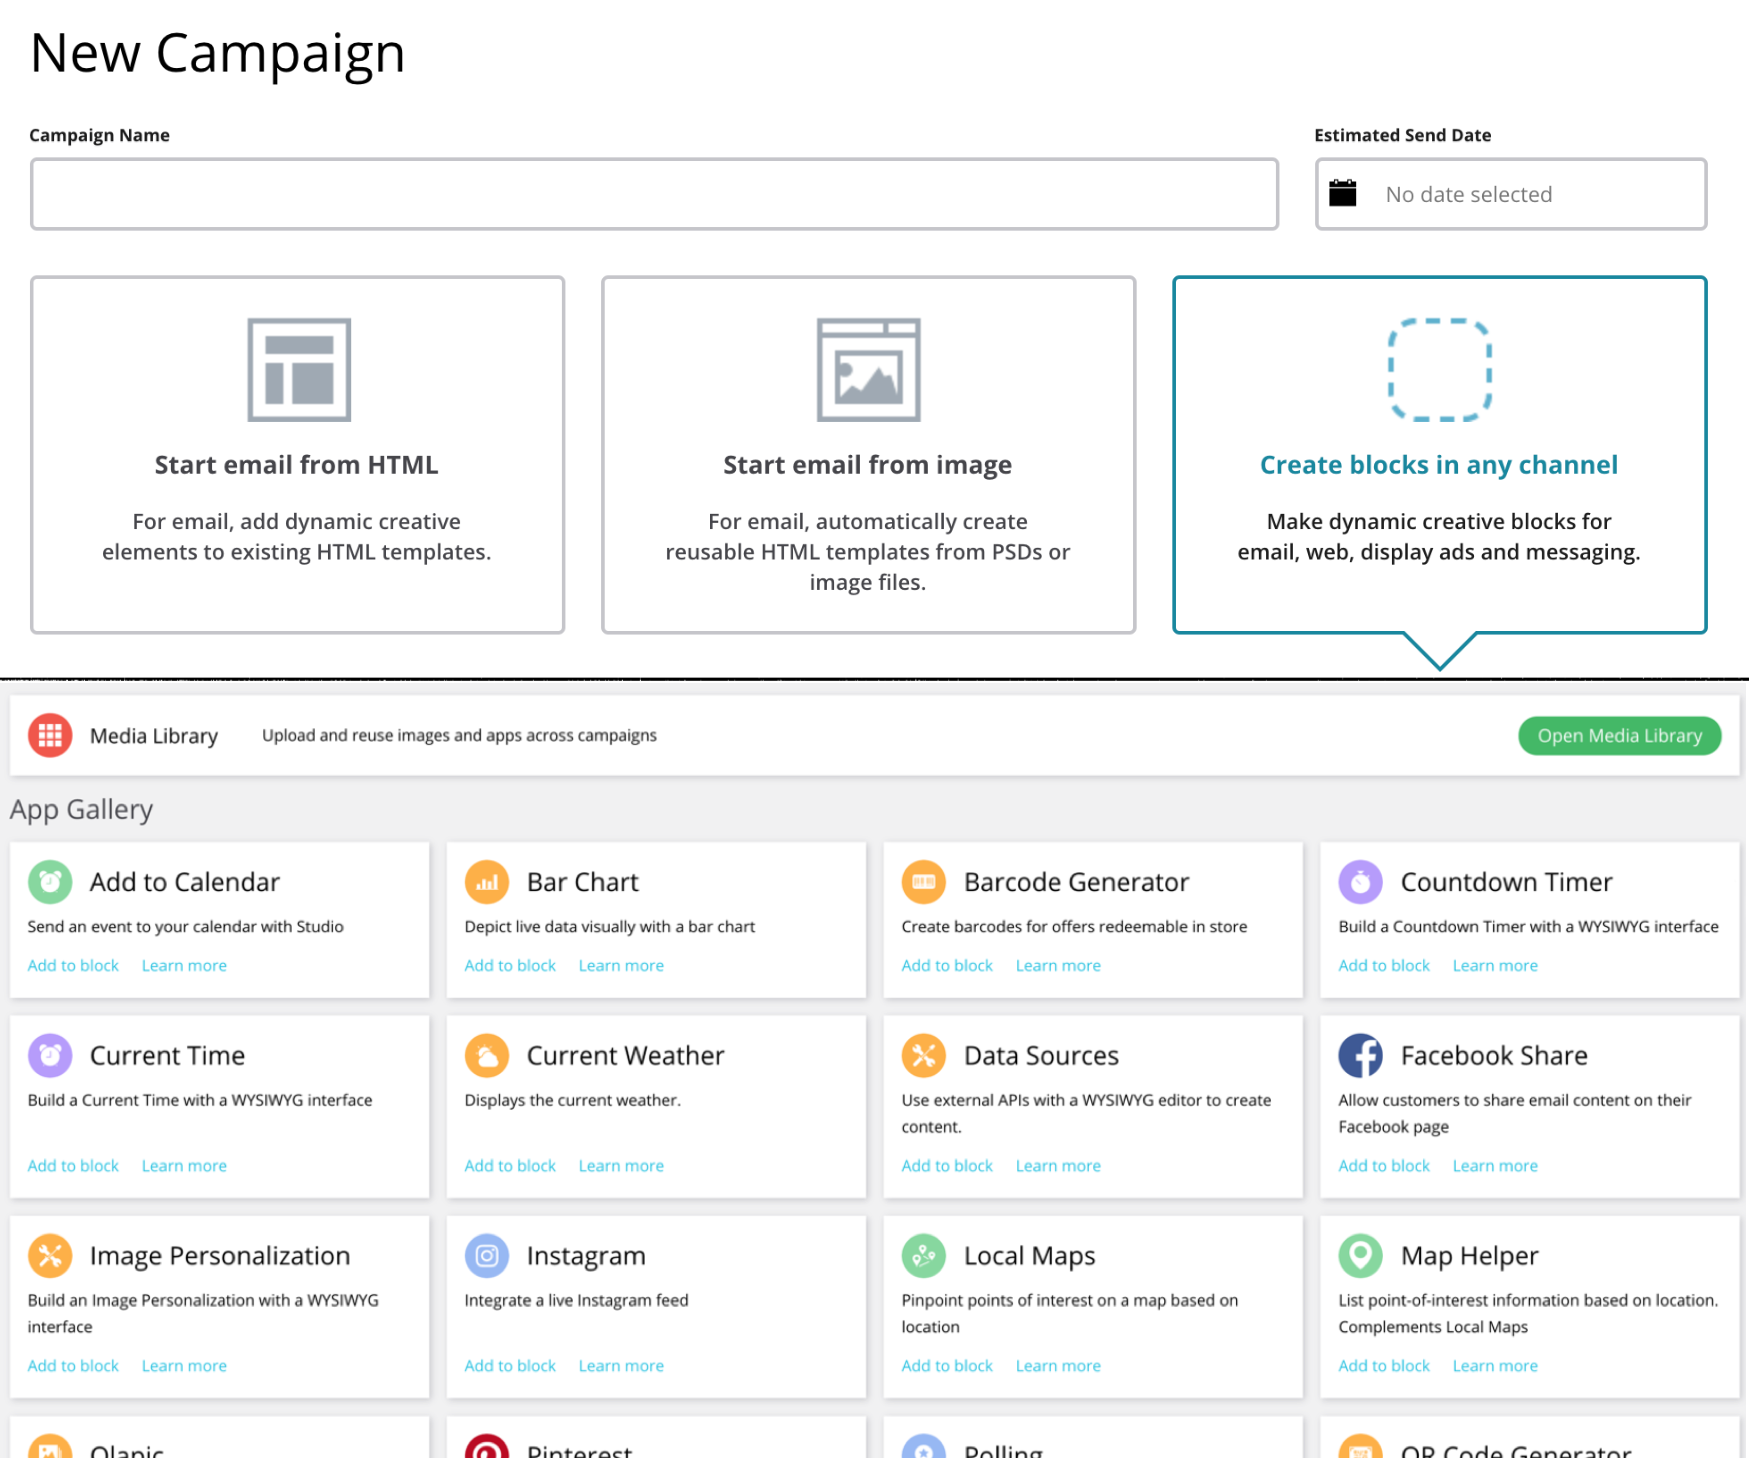 New Campaign
Campaign Name
Estimated Send Date
No date selected
Start email from HTML
For email, add dynamic creative
elements to existing HTML templates.
Start email from image
For email, automatically create
reusable HTML templates from PSDs or
image files.
Create blocks in any channel
Make dynamic creative blocks for
email, web, display ads and messaging.
Media Library
Upload and reuse images and apps across campaigns
Open Media Library
App Gallery
Add to Calendar
Send an event to your calendar with Studio
Add to block Learn more
Bar Chart
Depict live data visually with a bar chart
Add to block Learn more
Barcode Generator
Create barcodes for offers redeemable in store
Add to block Learn more
Countdown Timer
Build a Countdown Timer with a WYSIWYG interface
Add to block Learn more
Current Time
Build a Current Time with a WYSIWYG interface
Add to block Learn more
Current Weather
Displays the current weather.
Add to block Learn more
Data Sources
Use external APIs with a WYSIWYG editor to create
content.
Add to block Learn more
Facebook Share
Allow customers to share email content on their
Facebook page
Add to block Learn more
Image Personalization
Build an Image Personalization with a WYSIWYG
interface
Add to block Learn more
Instagram
Integrate a live Instagram feed
Add to block Learn more
Local Maps
Pinpoint points of interest on a map based on
location
Add to block Learn more
Map Helper
List point-of-interest information based on location.
Complements Local Maps
Add to block Learn more
Olapic
Pinterest
Polling
QR Code Generator